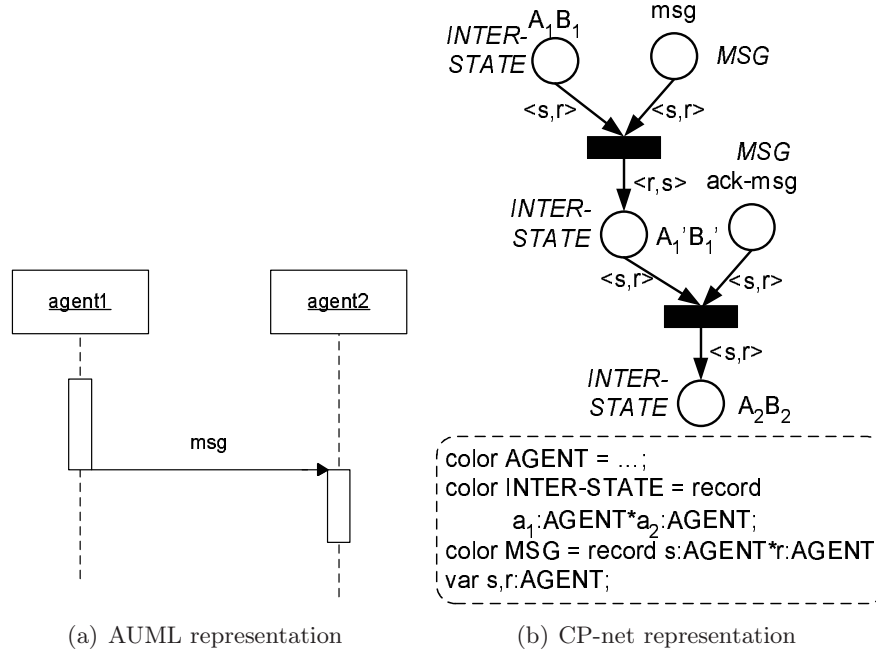 agent1
agent2
msg
(a) AUML representation
A₁B₁
msg
INTER-
STATE
MSG
<s,r>
<s,r>
<r,s>
MSG
ack-msg
INTER-
STATE
A₁'B₁'
<s,r>
<s,r>
<s,r>
INTER-
STATE
A₂B₂
color AGENT = ...;
color INTER-STATE = record
a₁:AGENT*a₂:AGENT;
color MSG = record s:AGENT*r:AGENT
var s,r:AGENT;
(b) CP-net representation